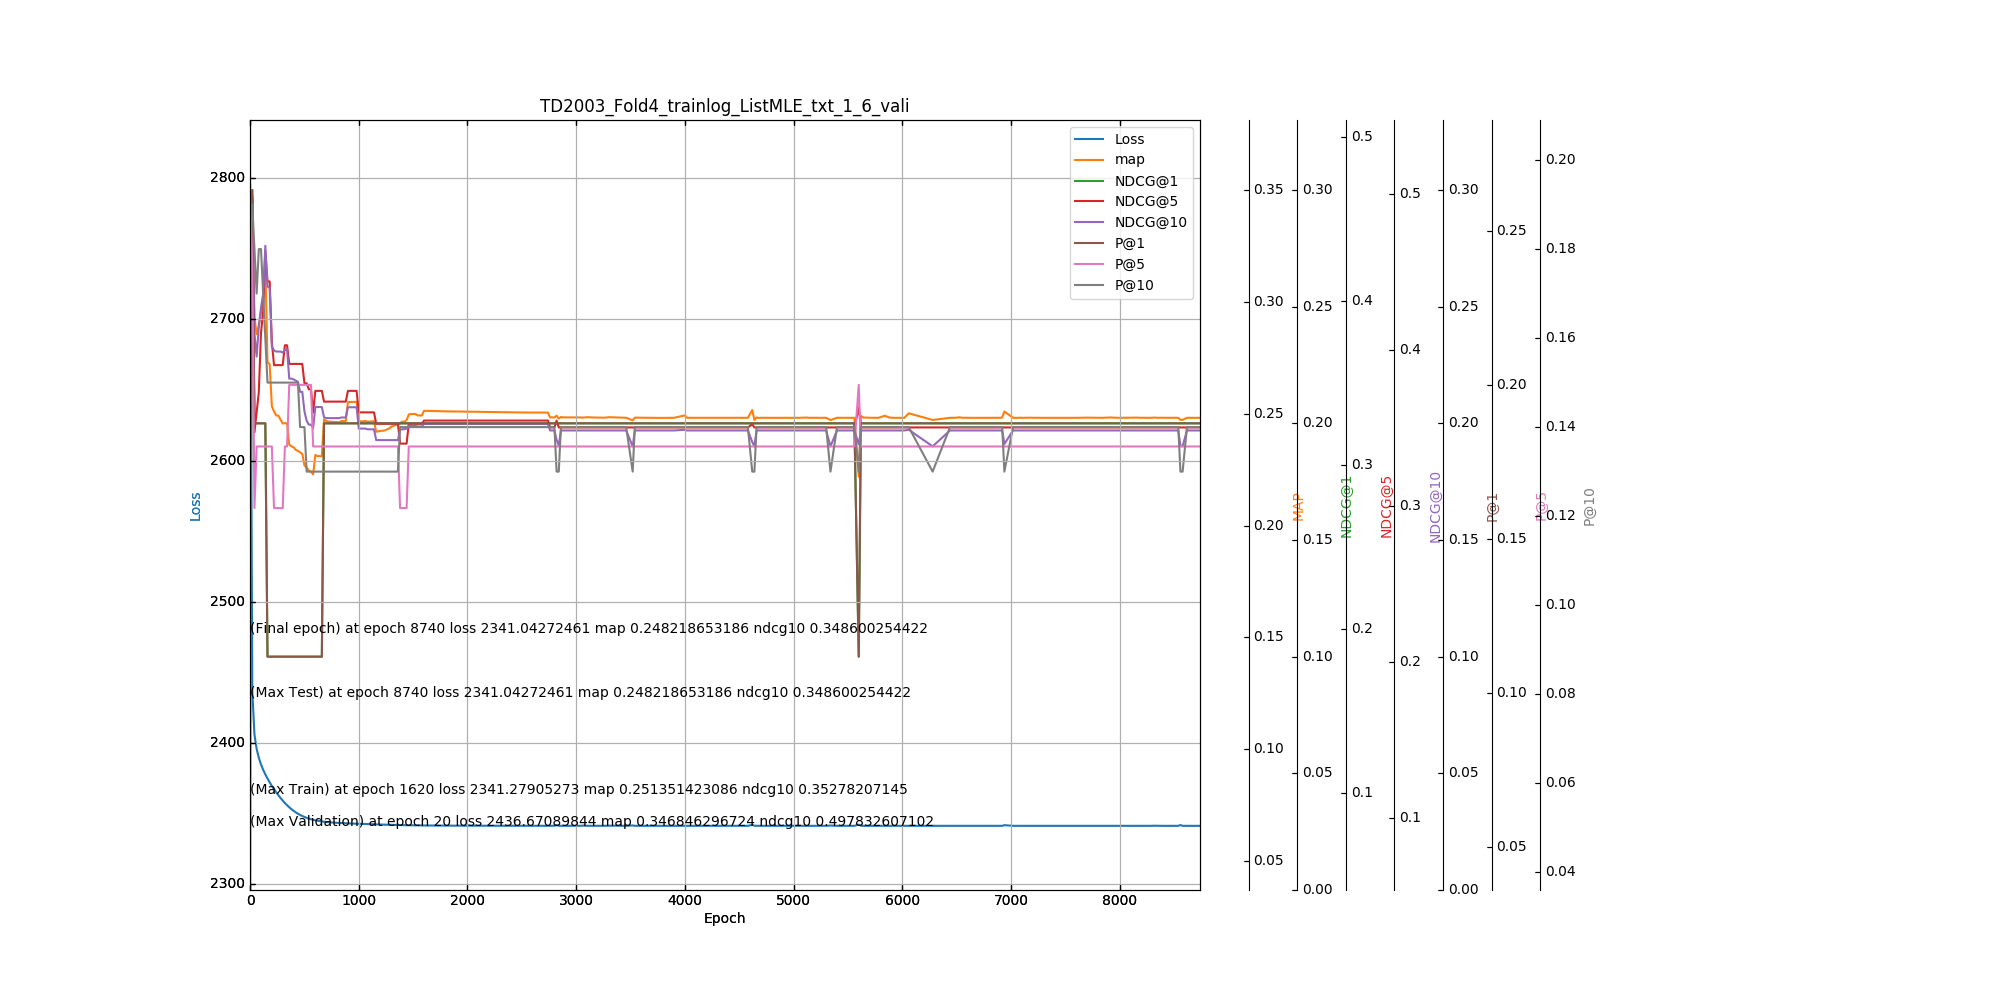 TD2003_Fold4_trainlog_ListMLE_txt_1_6_vali
Loss
map
NDCG@1
NDCG@5
NDCG@10
P@1
P@5
P@10
2800
2700
2600
2500
2400
2300
Loss
(Final epoch) at epoch 8740 loss 2341.04272461 map 0.248218653186 ndcg10 0.348600254422
(Max Test) at epoch 8740 loss 2341.04272461 map 0.248218653186 ndcg10 0.348600254422
(Max Train) at epoch 1620 loss 2341.27905273 map 0.251351423086 ndcg10 0.35278207145
(Max Validation) at epoch 20 loss 2436.67089844 map 0.346846296724 ndcg10 0.497832607102
0 1000 2000 3000 4000 5000 6000 7000 8000
Epoch
0.35
0.30
0.25
0.20
0.15
0.10
0.05
MAP
0.30
0.25
0.20
0.15
0.10
0.05
0.00
NDCG@1
0.5
0.4
0.3
0.2
0.1
NDCG@5
0.5
0.4
0.3
0.2
0.1
NDCG@10
0.30
0.25
0.20
0.15
0.10
0.05
0.00
P@1
0.25
0.20
0.15
0.10
0.05
P@5
0.20
0.18
0.16
0.14
0.12
0.10
0.08
0.06
0.04
P@10